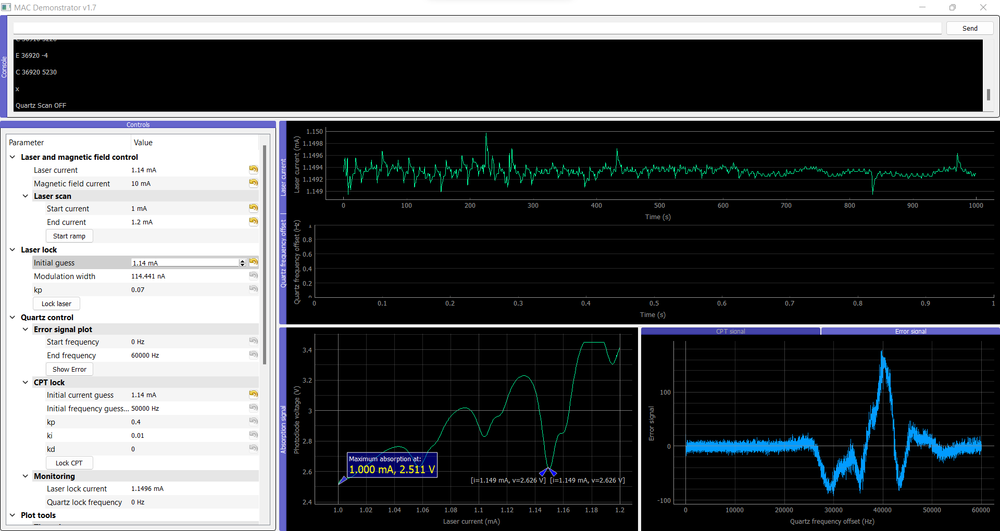 MAC Demonstrator v1.7
Send
Console
C 36910 5220
E 36920 -4
C 36920 5230
x
Quartz Scan OFF
Controls
Parameter Value
Laser and magnetic field control
Laser current 1.14 mA
Magnetic field current 10 mA
Laser scan
Start current 1 mA
End current 1.2 mA
Start ramp
Laser lock
Initial guess 1.14 mA
Modulation width 114.441 nA
kp 0.07
Lock laser
Quartz control
Error signal plot
Start frequency 0 Hz
End frequency 60000 Hz
Show Error
CPT lock
Initial current guess 1.14 mA
Initial frequency guess... 50000 Hz
kp 0.4
ki 0.01
kd 0
Lock CPT
Monitoring
Laser lock current 1.1496 mA
Quartz lock frequency 0 Hz
Plot tools
Laser current
Laser current (mA)
1.150
1.1498
1.1496
1.1494
1.1492
1.149
0 100 200 300 400 500 600 700 800 900 1000
Time (s)
Quartz frequency offset
Quartz frequency offset (Hz)
1
0.8
0.6
0.4
0.2
0
0 0.1 0.2 0.3 0.4 0.5 0.6 0.7 0.8 0.9 1
Time (s)
Absorption signal
Photodiode voltage (V)
3.4
3.2
3
2.8
2.6
2.4
Maximum absorption at:
1.000 mA, 2.511 V
[i=1.149 mA, v=2.626 V] [i=1.149 mA, v=2.626 V]
1.0 1.02 1.04 1.06 1.08 1.1 1.12 1.14 1.16 1.18 1.2
Laser current (mA)
CPT signal Error signal
Error signal
100
0
-100
0 10000 20000 30000 40000 50000 60000
Quartz frequency offset (Hz)